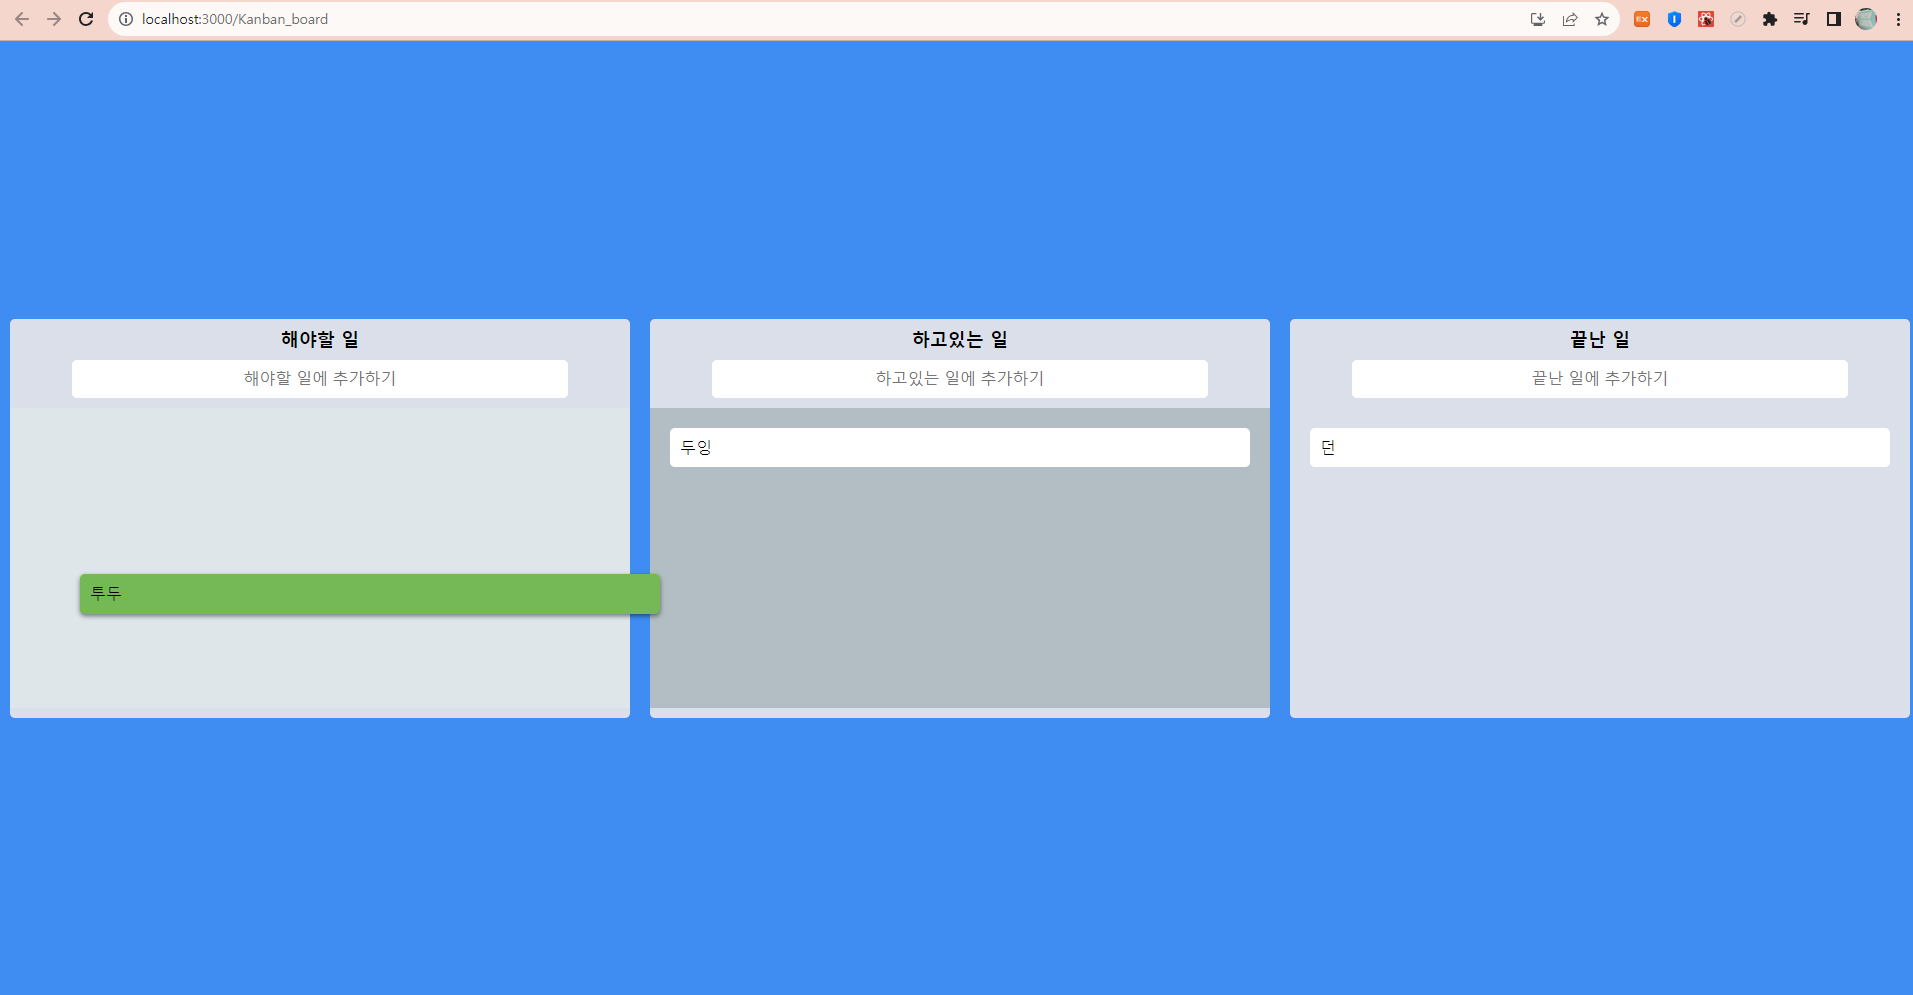 localhost:3000/Kanban_board
해야할 일
해야할 일에 추가하기
투두
하고있는 일
하고있는 일에 추가하기
두잉
끝난 일
끝난 일에 추가하기
던